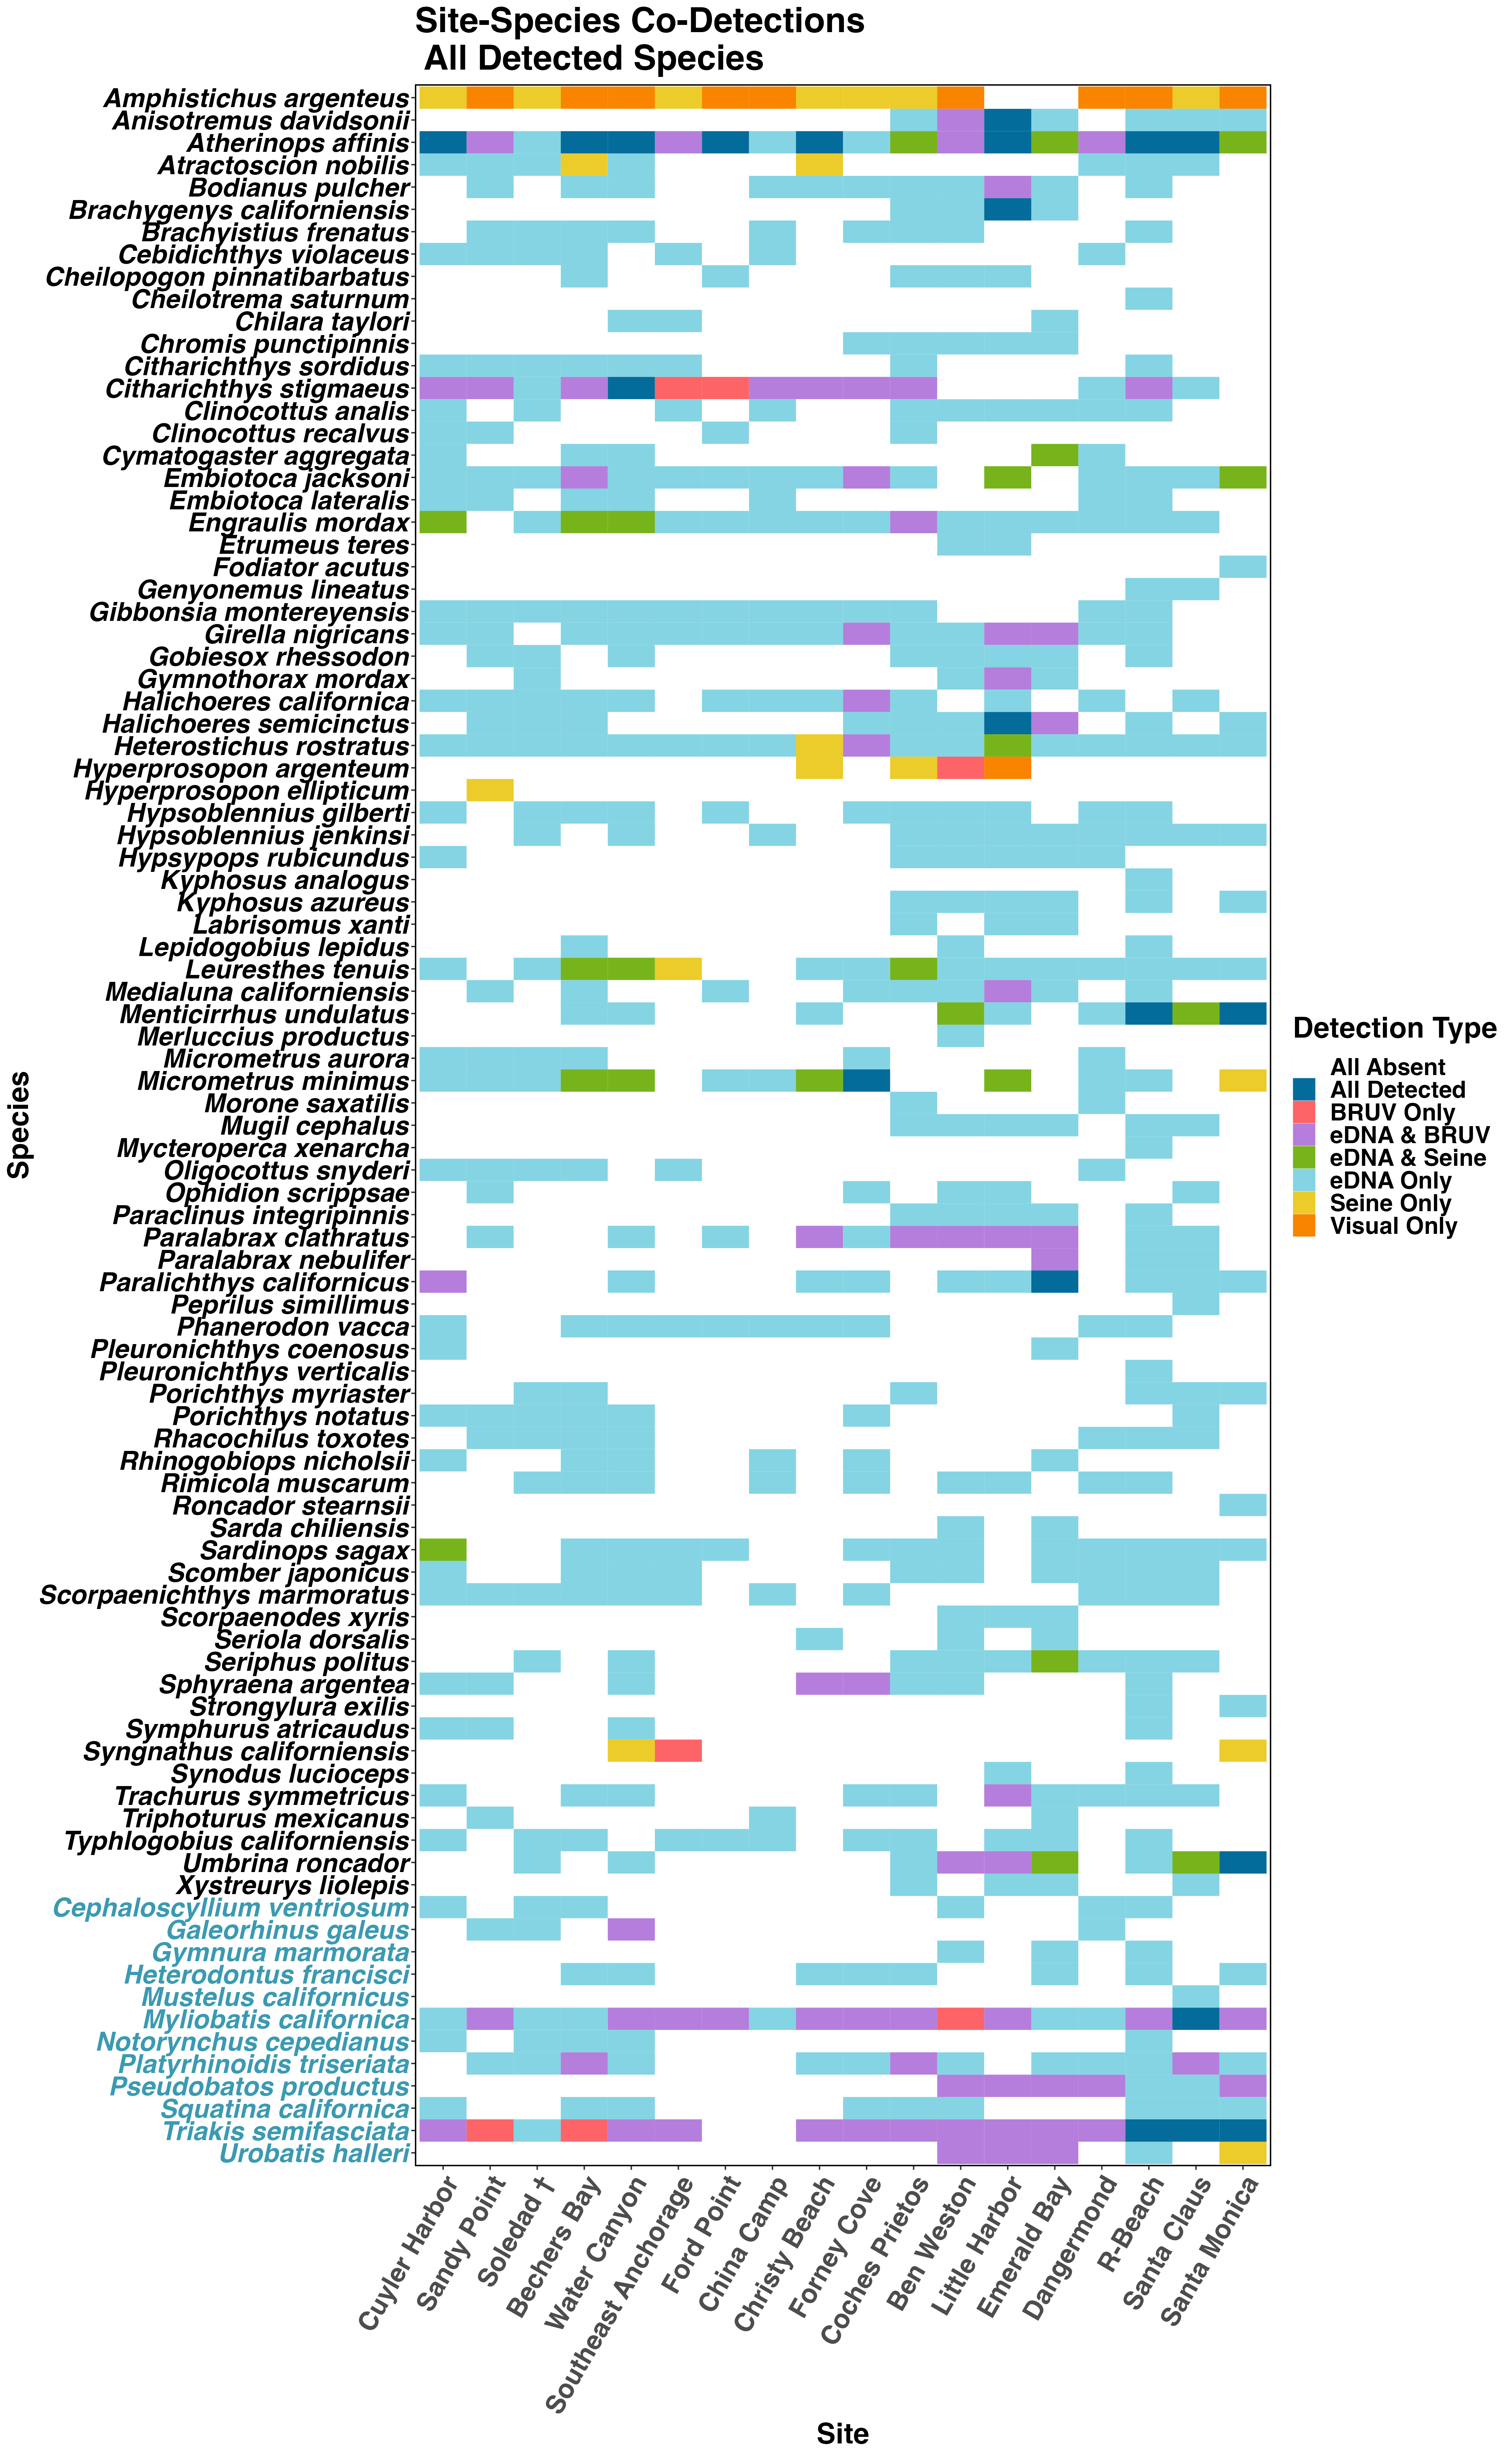 Site-Species Co-Detections
All Detected Species
Species
Amphistichus argenteus
Anisotremus davidsonii
Atherinops affinis
Atractoscion nobilis
Bodianus pulcher
Brachygenys californiensis
Brachyistius frenatus
Cebidichthys violaceus
Cheilopogon pinnatibarbatus
Cheilotrema saturnum
Chilara taylori
Chromis punctipinnis
Citharichthys sordidus
Citharichthys stigmaeus
Clinocottus analis
Clinocottus recalvus
Cymatogaster aggregata
Embiotoca jacksoni
Embiotoca lateralis
Engraulis mordax
Etrumeus teres
Fodiator acutus
Genyonemus lineatus
Gibbonsia montereyensis
Girella nigricans
Gobiesox rhessodon
Gymnothorax mordax
Halichoeres californica
Halichoeres semicinctus
Heterostichus rostratus
Hyperprosopon argenteum
Hyperprosopon ellipticum
Hypsoblennius gilberti
Hypsoblennius jenkinsi
Hypsypops rubicundus
Kyphosus analogus
Kyphosus azureus
Labrisomus xanti
Lepidogobius lepidus
Leuresthes tenuis
Medialuna californiensis
Menticirrhus undulatus
Merluccius productus
Micrometrus aurora
Micrometrus minimus
Morone saxatilis
Mugil cephalus
Mycteroperca xenarcha
Oligocottus snyderi
Ophidion scrippsae
Paraclinus integripinnis
Paralabrax clathratus
Paralabrax nebulifer
Paralichthys californicus
Peprilus simillimus
Phanerodon vacca
Pleuronichthys coenosus
Pleuronichthys verticalis
Porichthys myriaster
Porichthys notatus
Rhacochilus toxotes
Rhinogobiops nicholsii
Rimicola muscarum
Roncador stearnsii
Sarda chiliensis
Sardinops sagax
Scomber japonicus
Scorpaenichthys marmoratus
Scorpaenodes xyris
Seriola dorsalis
Seriphus politus
Sphyraena argentea
Strongylura exilis
Symphurus atricaudus
Syngnathus californiensis
Synodus lucioceps
Trachurus symmetricus
Triphoturus mexicanus
Typhlogobius californiensis
Umbrina roncador
Xystreurys liolepis
Cephaloscyllium ventriosum
Galeorhinus galeus
Gymnura marmorata
Heterodontus francisci
Mustelus californicus
Myliobatis californica
Notorynchus cepedianus
Platyrhinoidis triseriata
Pseudobatos productus
Squatina californica
Triakis semifasciata
Urobatis halleri
Cuyler Harbor
Sandy Point
Soledad †
Bechers Bay
Water Canyon
Southeast Anchorage
Ford Point
China Camp
Christy Beach
Forney Cove
Coches Prietos
Ben Weston
Little Harbor
Emerald Bay
Dangermond
R-Beach
Santa Claus
Santa Monica
Site
Detection Type
All Absent
All Detected
BRUV Only
eDNA & BRUV
eDNA & Seine
eDNA Only
Seine Only
Visual Only